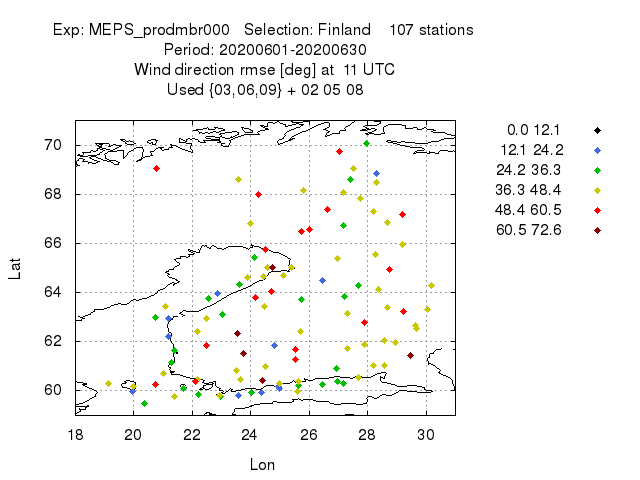 Exp: MEPS_prodmbr000 Selection: Finland 107 stations
Period: 20200601-20200630
Wind direction rmse [deg] at 11 UTC
Used {03,06,09} + 02 05 08
0.0 12.1
12.1 24.2
24.2 36.3
36.3 48.4
48.4 60.5
60.5 72.6
Lat
70
68
66
64
62
60
18 20 22 24 26 28 30
Lon